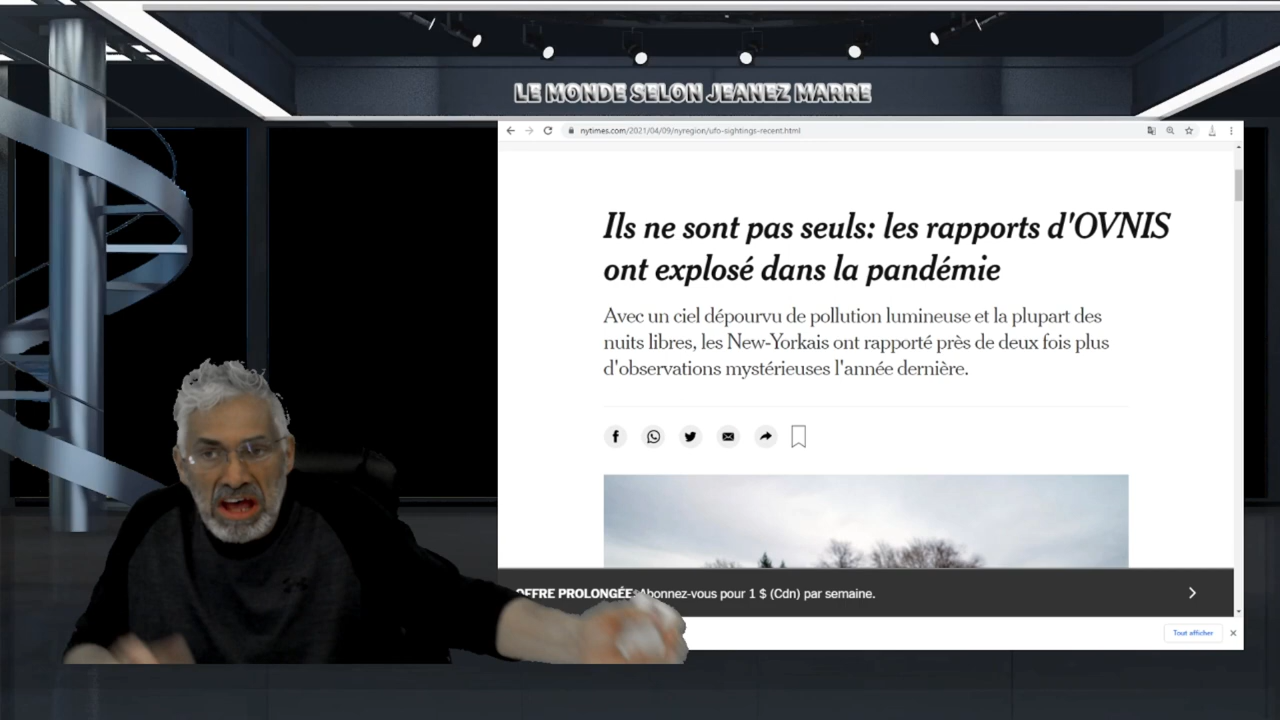 LE MONDE SELON JEANEZ MARRE
nytimes.com/2021/04/09/nyregion/ufo-sightings-recent.html
Ils ne sont pas seuls: les rapports d'OVNIS
ont explosé dans la pandémie
Avec un ciel dépourvu de pollution lumineuse et la plupart des
nuits libres, les New-Yorkais ont rapporté près de deux fois plus
d'observations mystérieuses l'année dernière.
OFFRE PROLONGÉE: Abonnez-vous pour 1 $ (Cdn) par semaine.
Tout afficher